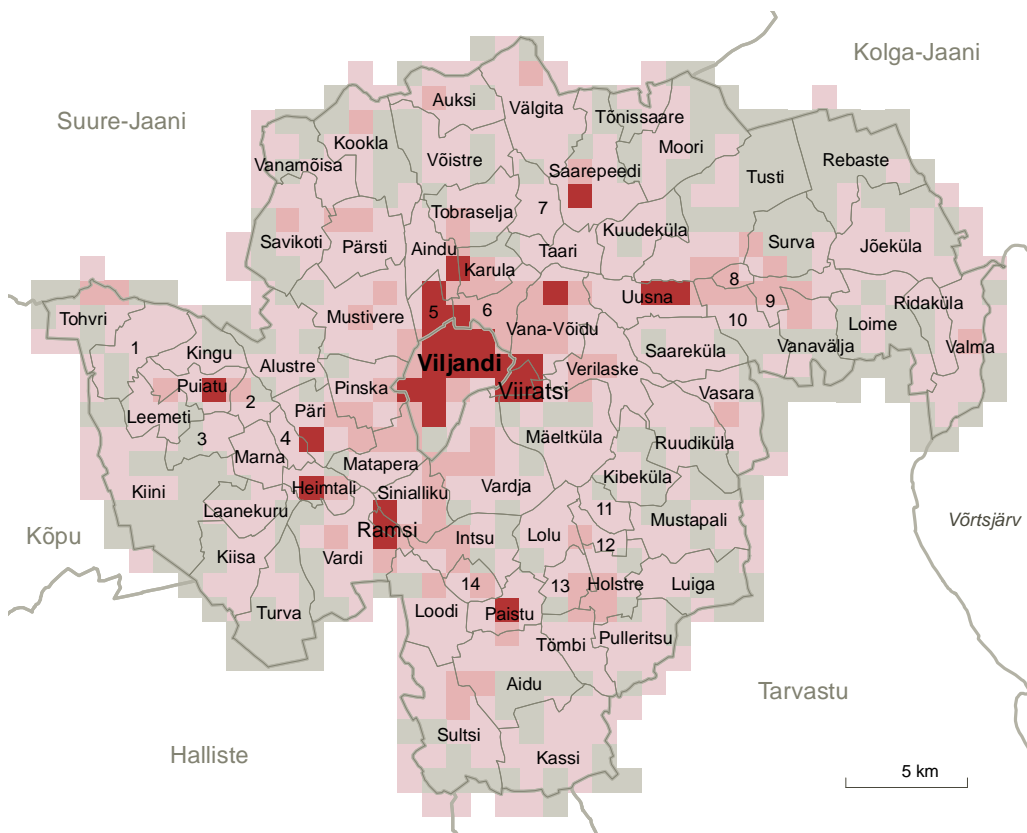 Kolga-Jaani
Suure-Jaani
Auksi
Välgita
Tõnissaare
Kookla
Moori
Vanamõisa
Võistre
Saarepeedi
Rebaste
Tusti
Tobraselja
7
Kuudeküla
Savikoti
Pärsti
Aindu
Taari
Surva
Jõeküla
Karula
8
Uusna
9
Ridaküla
Tohvri
Mustivere
5
6
Vana-Võidu
10
Loime
1
Kingu
Saareküla
Vanavälja
Valma
Alustre
Viljandi
Verilaske
Puiatu
Pinska
Viiratsi
Vasara
2
Leemeti
Päri
3
4
Mäeltküla
Ruudiküla
Marna
Matapera
Kiini
Heimtali
Sinialliku
Vardja
Kibeküla
Laanekuru
11
Mustapali
Võrtsjärv
Kõpu
Ramsi
Intsu
Lolu
Kiisa
Vardi
12
14
13
Holstre
Luiga
Turva
Loodi
Paistu
Tömbi
Pulleritsu
Aidu
Tarvastu
Sultsi
Halliste
Kassi
5 km